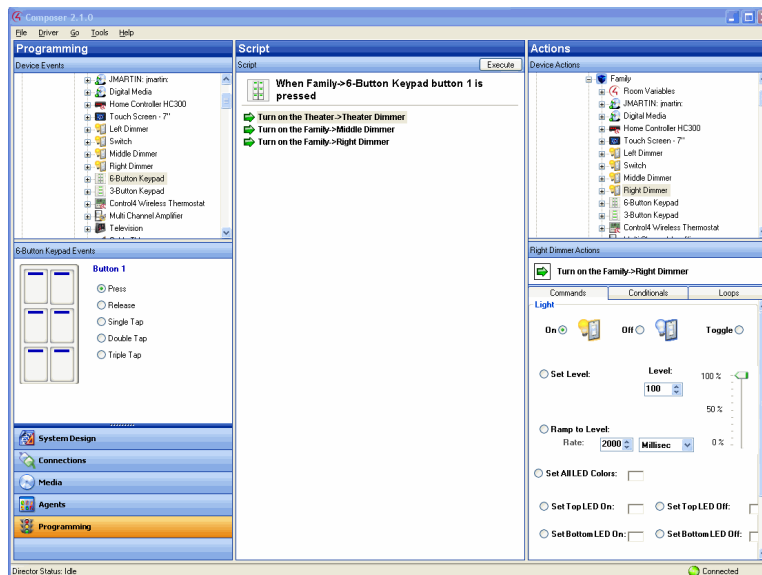 Composer 2.1.0
File Driver Go Tools Help
Programming
Device Events
JMARTIN: jmartin:
Digital Media
Home Controller HC300
Touch Screen - 7"
Left Dimmer
Switch
Middle Dimmer
Right Dimmer
6-Button Keypad
3-Button Keypad
Control4 Wireless Thermostat
Multi Channel Amplifier
Television
6-Button Keypad Events
Button 1
Press
Release
Single Tap
Double Tap
Triple Tap
System Design
Connections
Media
Agents
Programming
Script
Script Execute
When Family->6-Button Keypad button 1 is
pressed
Turn on the Theater->Theater Dimmer
Turn on the Family->Middle Dimmer
Turn on the Family->Right Dimmer
Actions
Device Actions
Family
Room Variables
JMARTIN: jmartin:
Digital Media
Home Controller HC300
Touch Screen - 7"
Left Dimmer
Switch
Middle Dimmer
Right Dimmer
6-Button Keypad
3-Button Keypad
Control4 Wireless Thermostat
Right Dimmer Actions
Turn on the Family->Right Dimmer
Commands Conditionals Loops
Light
On Off Toggle
Set Level: Level: 100 %
100
50 %
Ramp to Level:
Rate: 2000 Millisec 0 %
Set All LED Colors:
Set Top LED On: Set Top LED Off:
Set Bottom LED On: Set Bottom LED Off:
Director Status: Idle Connected